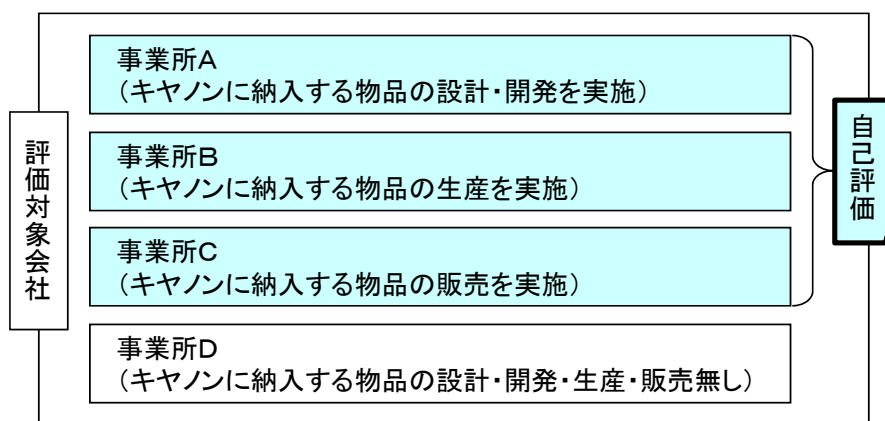 事業所A
（キヤノンに納入する物品の設計・開発を実施）
事業所B
（キヤノンに納入する物品の生産を実施）
事業所C
（キヤノンに納入する物品の販売を実施）
事業所D
（キヤノンに納入する物品の設計・開発・生産・販売無し）
評価対象会社
自己評価